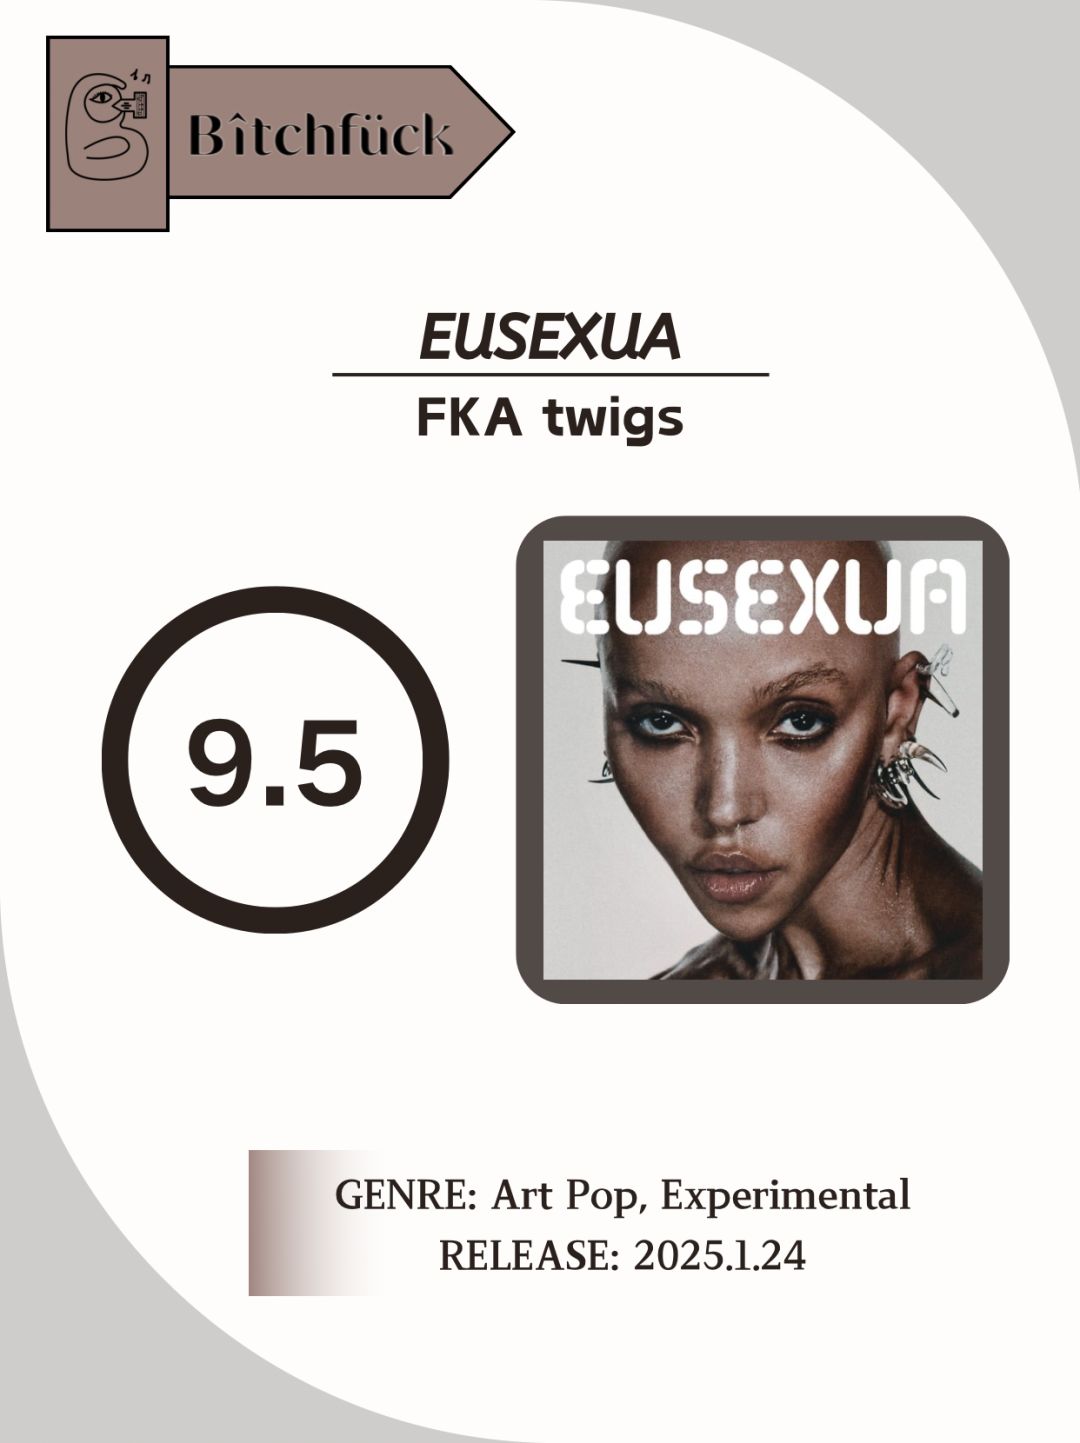 Bîtchfück
EUSEXUA
FKA twigs
9.5
EUSEXUA
GENRE: Art Pop, Experimental
RELEASE: 2025.1.24